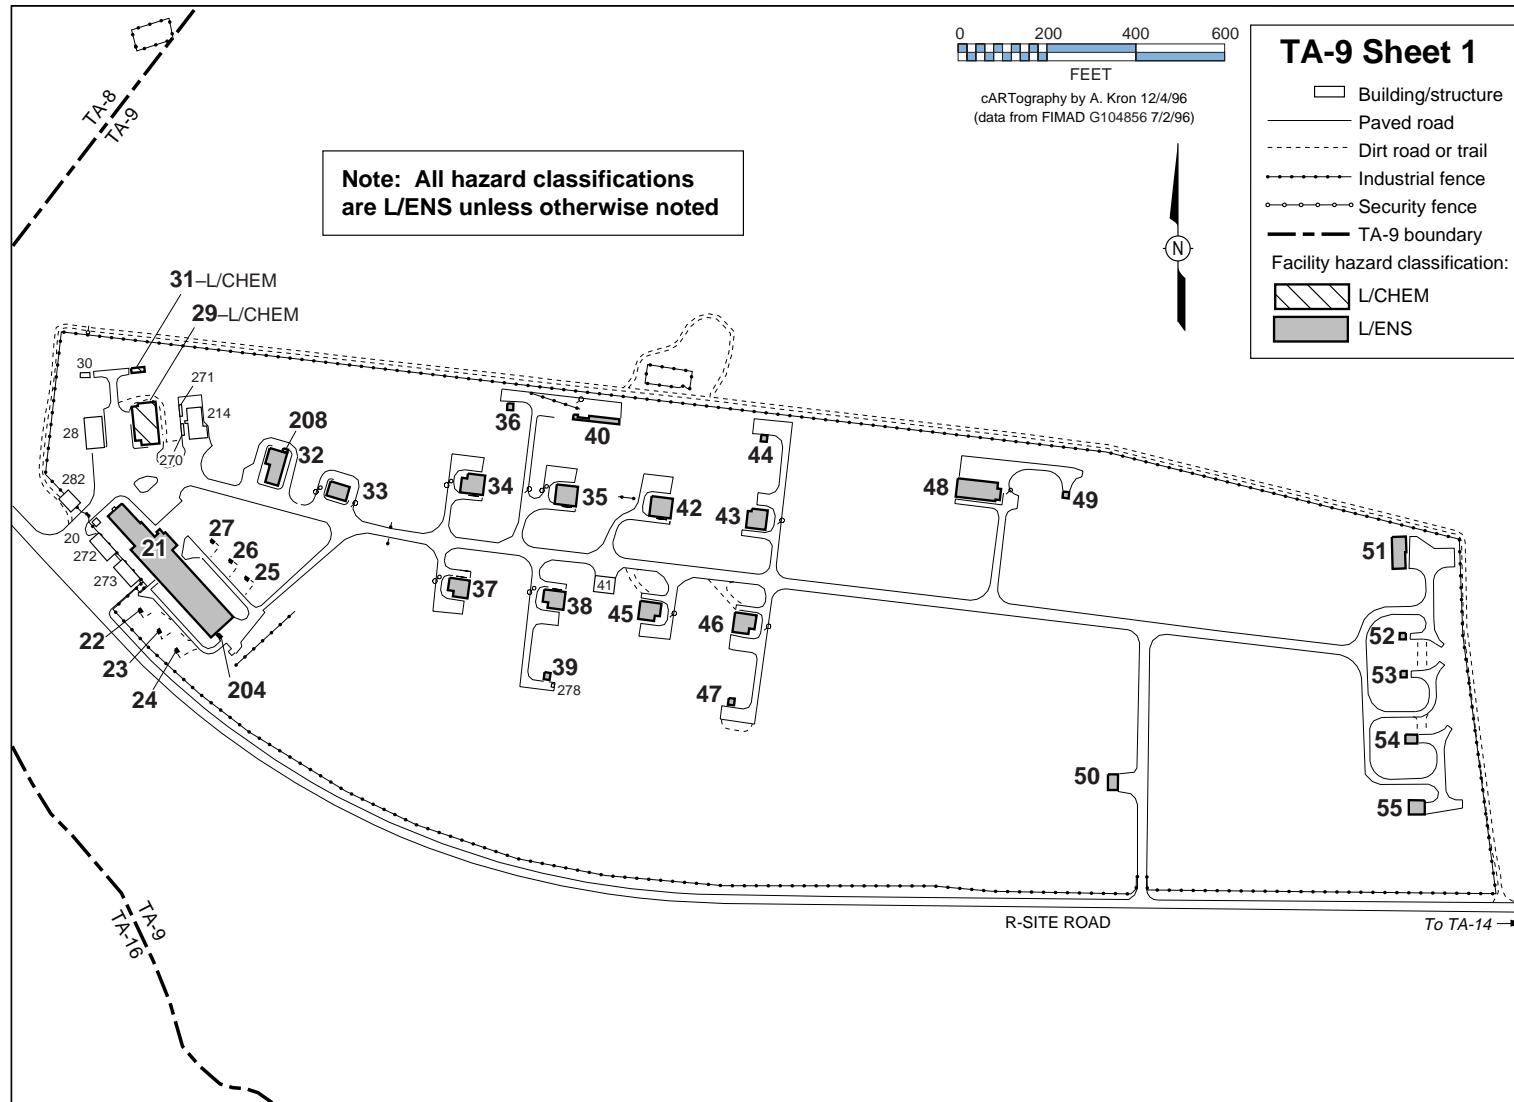 0 200 400 600
FEET
cARTography by A. Kron 12/4/96
(data from FIMAD G104856 7/2/96)
TA-9 Sheet 1
Building/structure
Paved road
Dirt road or trail
Industrial fence
Security fence
TA-9 boundary
Facility hazard classification:
L/CHEM
L/ENS
TA-8
TA-9
Note: All hazard classifications
are L/ENS unless otherwise noted
N
31–L/CHEM
29–L/CHEM
30
271
214
28
270
282
208
32
33
34
35
36
40
42
43
44
48
49
51
20
21
272
273
27
26
25
37
38
41
45
46
22
23
24
204
39
278
47
50
52
53
54
55
TA-9
TA-16
R-SITE ROAD
To TA-14